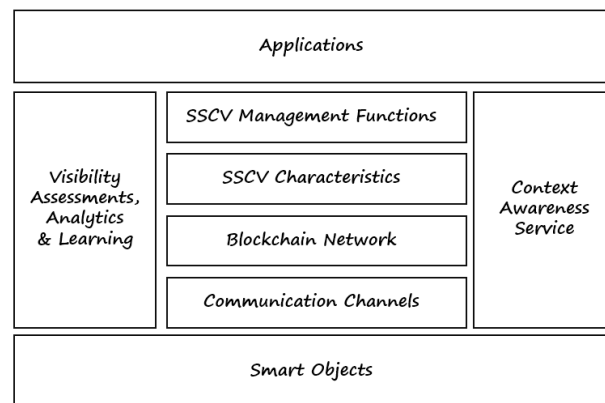 Applications
SSCV Management Functions
SSCV Characteristics
Blockchain Network
Communication Channels
Visibility
Assessments,
Analytics
& Learning
Context
Awareness
Service
Smart Objects